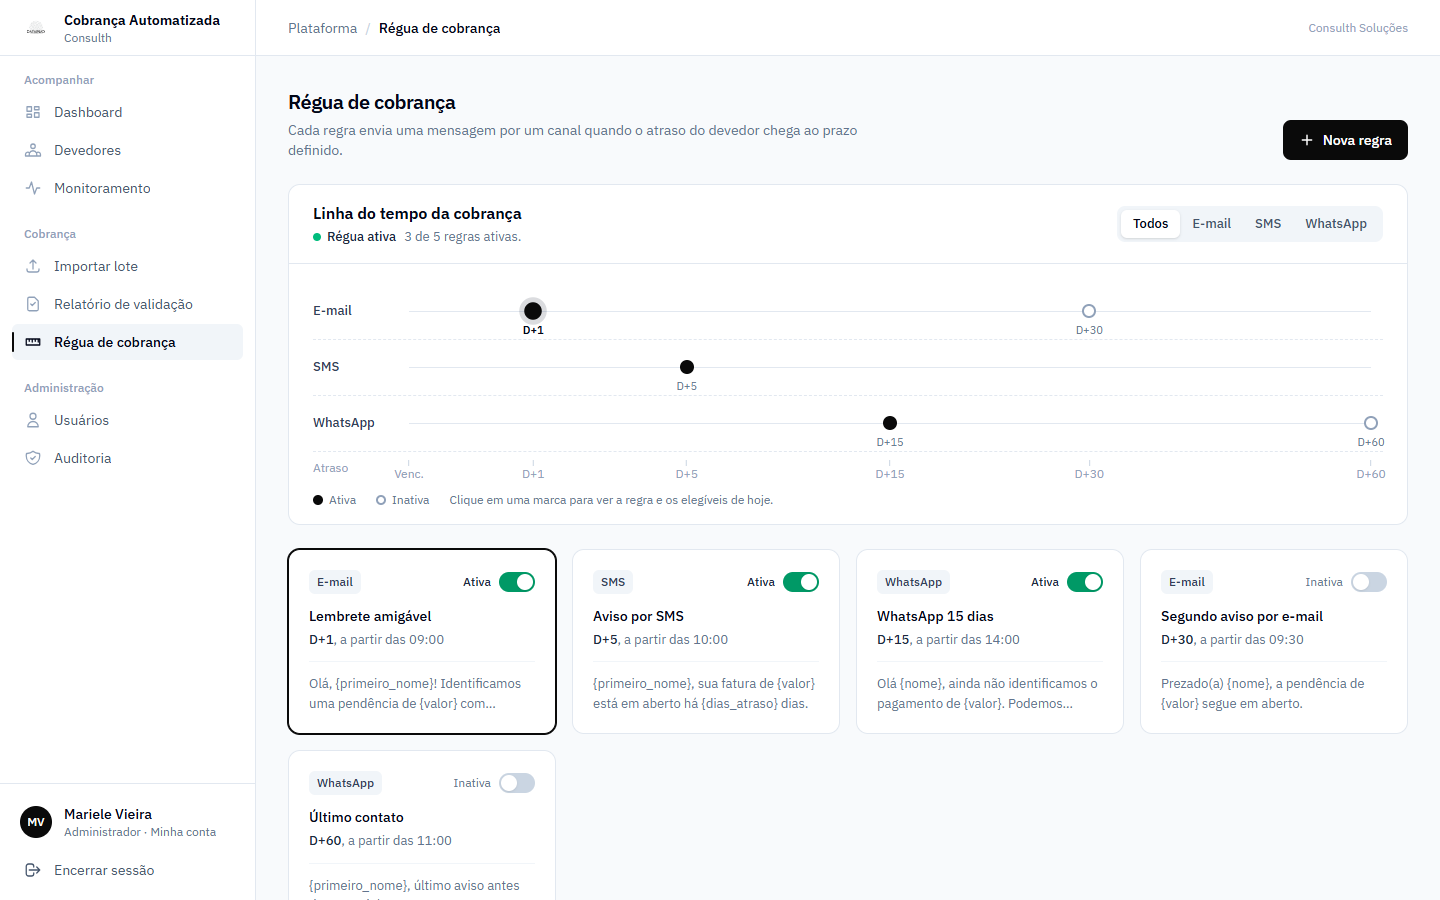 Cobrança Automatizada
Consulth
Acompanhar
Dashboard
Devedores
Monitoramento
Cobrança
Importar lote
Relatório de validação
Régua de cobrança
Administração
Usuários
Auditoria
MV
Mariele Vieira
Administrador · Minha conta
Encerrar sessão
Plataforma / Régua de cobrança
Consulth Soluções
Régua de cobrança
Cada regra envia uma mensagem por um canal quando o atraso do devedor chega ao prazo
definido.
+ Nova regra
Linha do tempo da cobrança
Régua ativa 3 de 5 regras ativas.
Todos E-mail SMS WhatsApp
E-mail
D+1 D+30
SMS
D+5
WhatsApp
D+15 D+60
Atraso Venc. D+1 D+5 D+15 D+30 D+60
Ativa Inativa Clique em uma marca para ver a regra e os elegíveis de hoje.
E-mail Ativa
Lembrete amigável
D+1, a partir das 09:00
Olá, {primeiro_nome}! Identificamos
uma pendência de {valor} com...
SMS Ativa
Aviso por SMS
D+5, a partir das 10:00
{primeiro_nome}, sua fatura de {valor}
está em aberto há {dias_atraso} dias.
WhatsApp Ativa
WhatsApp 15 dias
D+15, a partir das 14:00
Olá {nome}, ainda não identificamos o
pagamento de {valor}. Podemos...
E-mail Inativa
Segundo aviso por e-mail
D+30, a partir das 09:30
Prezado(a) {nome}, a pendência de
{valor} segue em aberto.
WhatsApp Inativa
Último contato
D+60, a partir das 11:00
{primeiro_nome}, último aviso antes